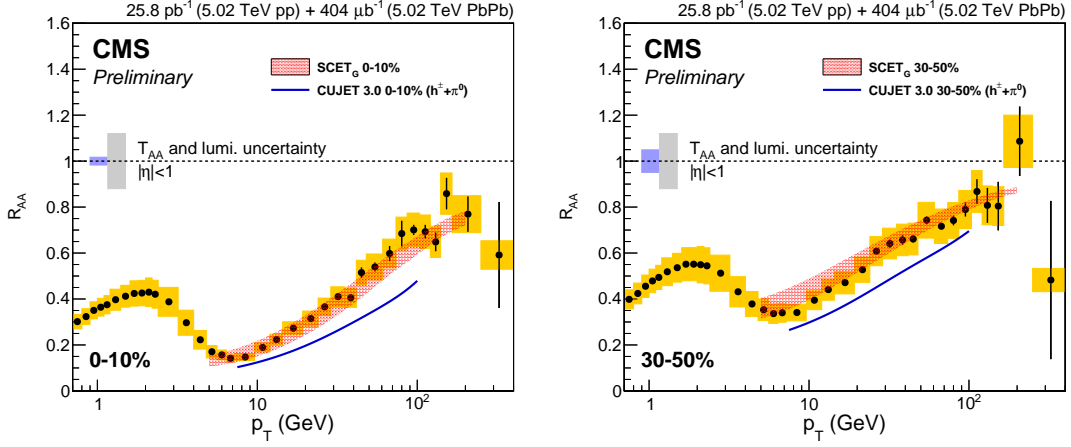 25.8 pb⁻¹ (5.02 TeV pp) + 404 μb⁻¹ (5.02 TeV PbPb)
CMS
Preliminary
SCET_G 0-10%
CUJET 3.0 0-10% (h^±+π⁰)
T_AA and lumi. uncertainty
|η|<1
0-10%
R_AA
0
0.2
0.4
0.6
0.8
1
1.2
1.4
1.6
1
10
10²
p_T (GeV)
25.8 pb⁻¹ (5.02 TeV pp) + 404 μb⁻¹ (5.02 TeV PbPb)
CMS
Preliminary
SCET_G 30-50%
CUJET 3.0 30-50% (h^±+π⁰)
T_AA and lumi. uncertainty
|η|<1
30-50%
R_AA
0
0.2
0.4
0.6
0.8
1
1.2
1.4
1.6
1
10
10²
p_T (GeV)